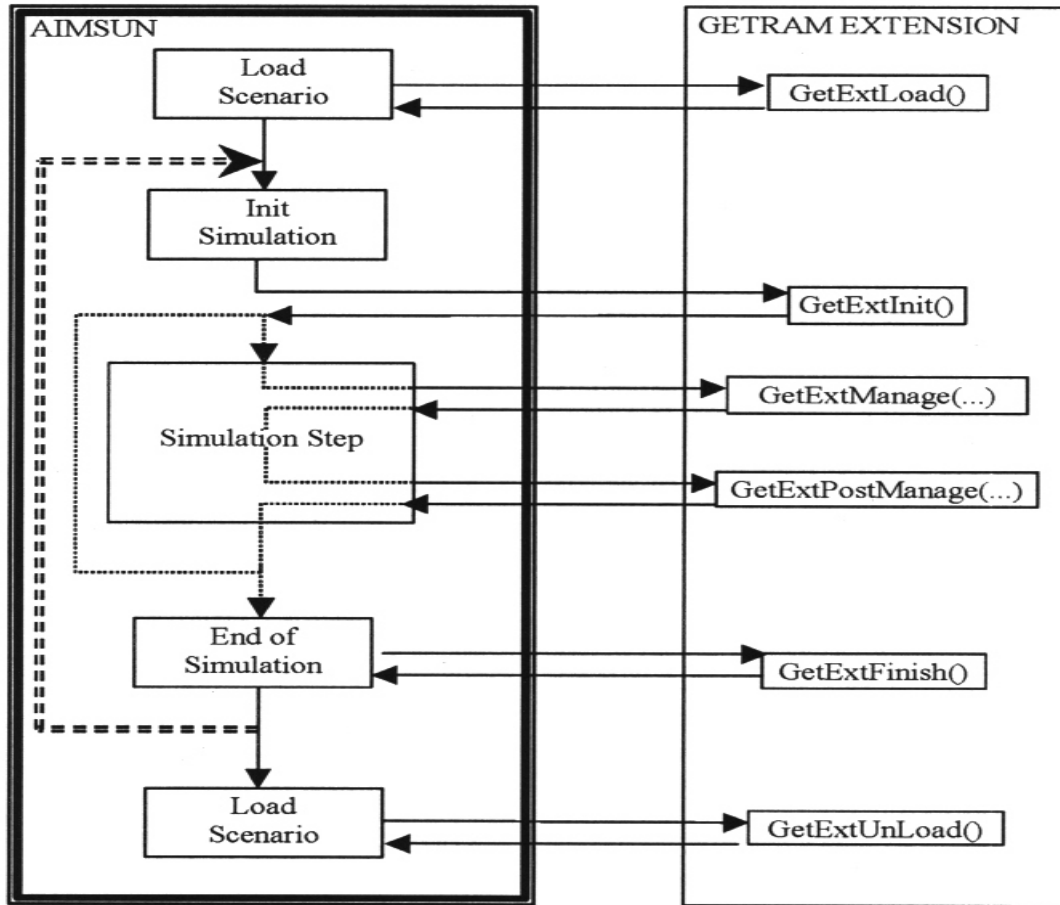 AIMSUN
GETRAM EXTENSION
Load
Scenario
GetExtLoad()
Init
Simulation
GetExtInit()
GetExtManage(...)
Simulation Step
GetExtPostManage(...)
End of
Simulation
GetExtFinish()
Load
Scenario
GetExtUnLoad()